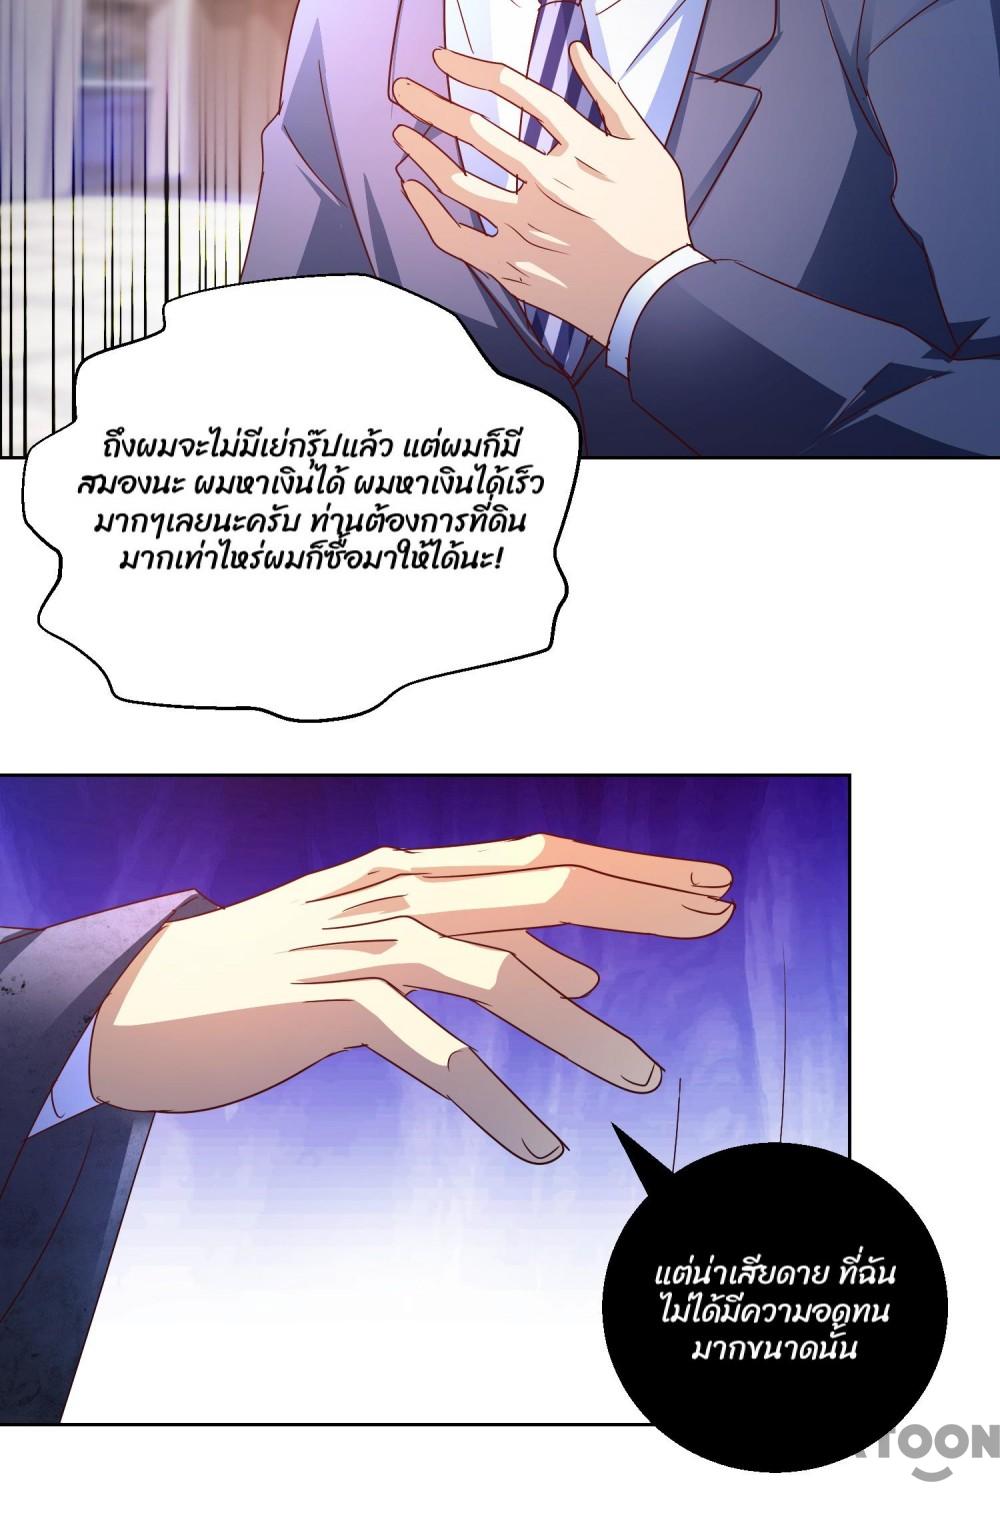 ถึงผมจะไม่มีเย่กรุ๊ปแล้ว แต่ผมก็มี
สมองนะ ผมหาเงินได้ ผมหาเงินได้เร็ว
มากๆเลยนะครับ ท่านต้องการที่ดิน
มากเท่าไหร่ผมก็ซื้อมาให้ได้นะ!
แต่น่าเสียดาย ที่ฉัน
ไม่ได้มีความอดทน
มากขนาดนั้น
TOON